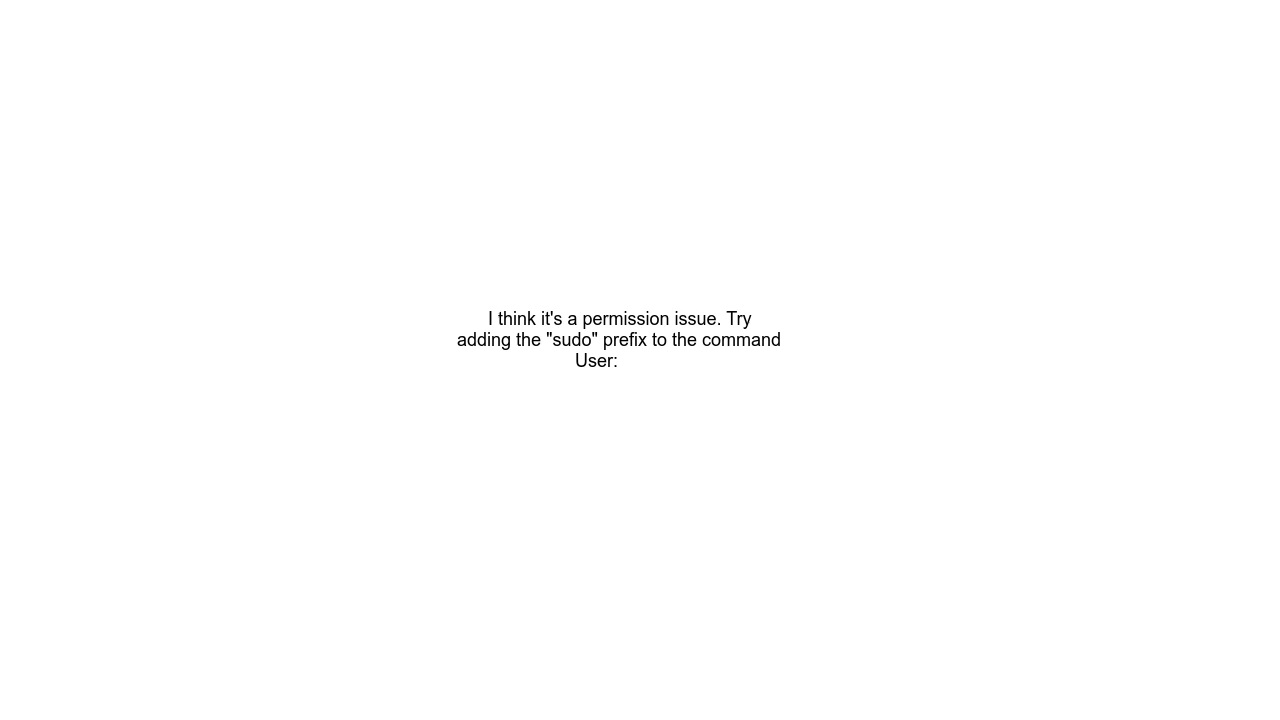 I think it's a permission issue. Try
adding the "sudo" prefix to the command
User: